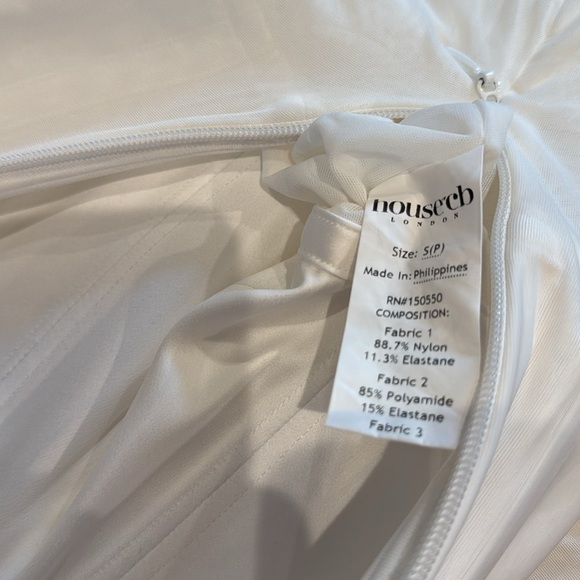 house of cb
LONDON
Size: S(P)
Made In: Philippines
RN#150550
COMPOSITION:
Fabric 1
88.7% Nylon
11.3% Elastane
Fabric 2
85% Polyamide
15% Elastane
Fabric 3